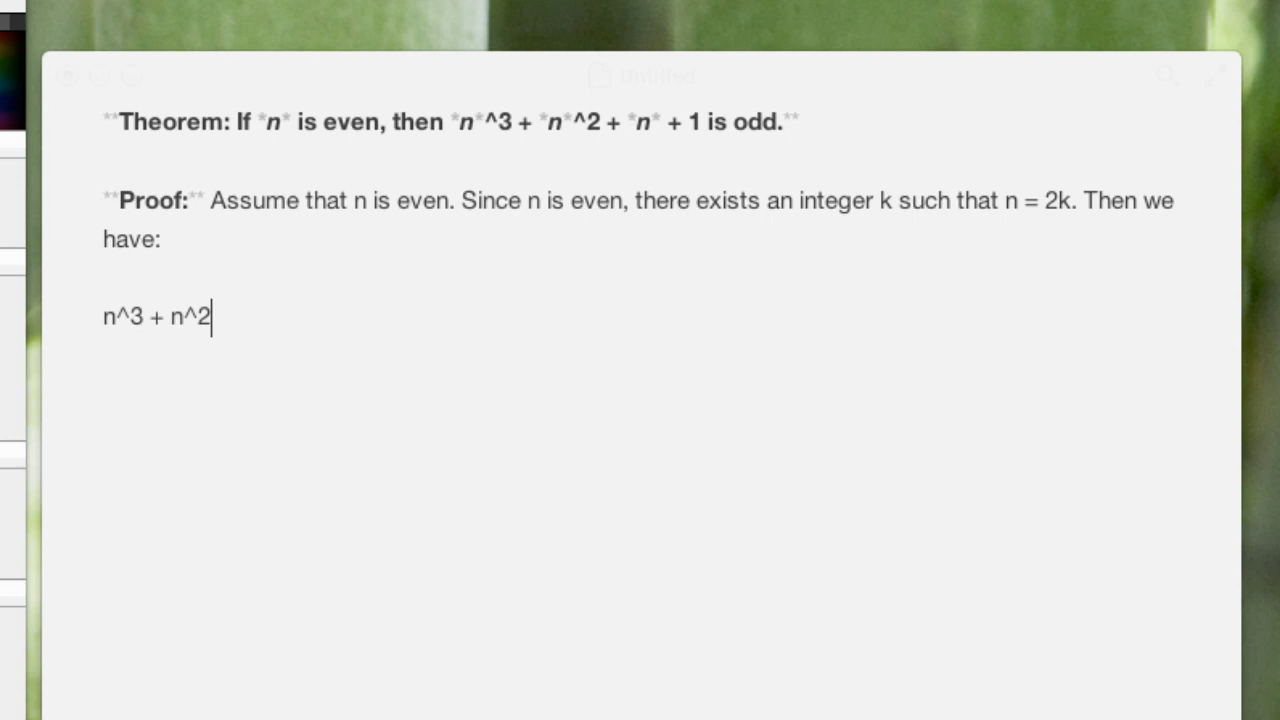 Untitled
**Theorem: If *n* is even, then *n*^3 + *n*^2 + *n* + 1 is odd.**
**Proof:** Assume that n is even. Since n is even, there exists an integer k such that n = 2k. Then we
have:
n^3 + n^2